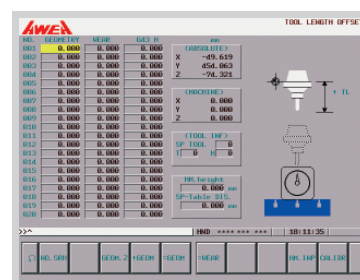 AWEA
TOOL LENGTH OFFSET
NO. GEOMETRY WEAR G43 H mm
001 0.000 0.000 0.000 (ABSOLUTE)
002 0.000 0.000 0.000 X -49.619
003 0.000 0.000 0.000 Y 454.063
004 0.000 0.000 0.000 Z -74.321
005 0.000 0.000 0.000
006 0.000 0.000 0.000 (MACHINE)
007 0.000 0.000 0.000 X 0.000
008 0.000 0.000 0.000 Y 0.000
009 0.000 0.000 0.000 Z 0.000
010 0.000 0.000 0.000
011 0.000 0.000 0.000 (TOOL INF)
012 0.000 0.000 0.000 SP TOOL 0
013 0.000 0.000 0.000 T 0 H 0
014 0.000 0.000 0.000
015 0.000 0.000 0.000
016 0.000 0.000 0.000 HM.height
017 0.000 0.000 0.000 0.000 mm
018 0.000 0.000 0.000 SP-Table DIS.
019 0.000 0.000 0.000 0.000 mm
020 0.000 0.000 0.000
+ TL
>>^ HND **** *** *** 18:11:35
NO.SRH GEOM.Z +GEOM =GEOM =WEAR HM.INP CALIBR